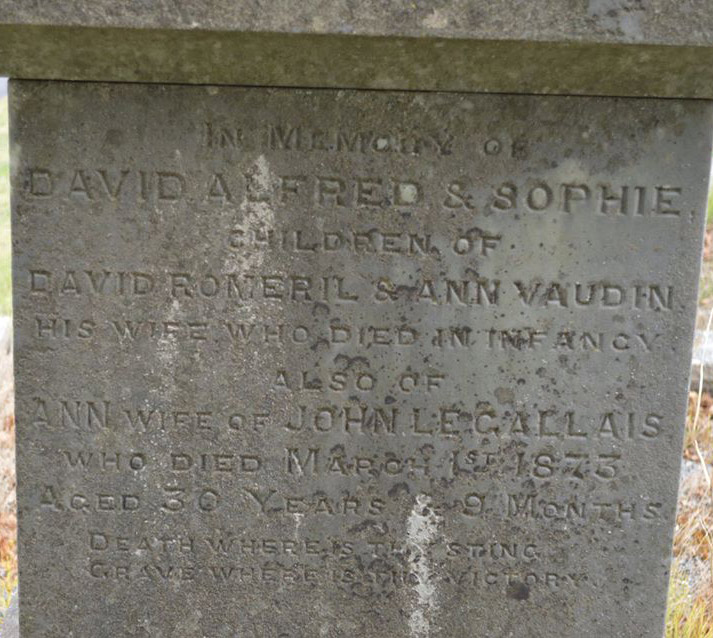 IN MEMORY OF
DAVID ALFRED & SOPHIE
CHILDREN OF
DAVID ROMERIL & ANN VAUDIN
HIS WIFE WHO DIED IN INFANCY
ALSO OF
ANN WIFE OF JOHN LE GALLAIS
WHO DIED MARCH 1ST 1873
AGED 30 YEARS & 9 MONTHS
DEATH WHERE IS THY STING
GRAVE WHERE IS THY VICTORY.